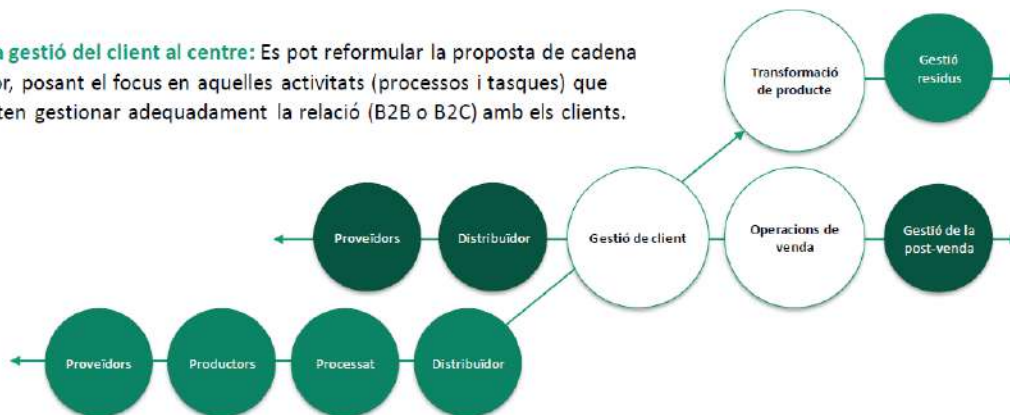 a gestió del client al centre: Es pot reformular la proposta de cadena
or, posant el focus en aquelles activitats (processos i tasques) que
ten gestionar adequadament la relació (B2B o B2C) amb els clients.
Transformació
de producte
Gestió
residus
Proveïdors
Distribuïdor
Gestió de client
Operacions de
venda
Gestió de la
post-venda
Proveïdors
Productors
Processat
Distribuïdor